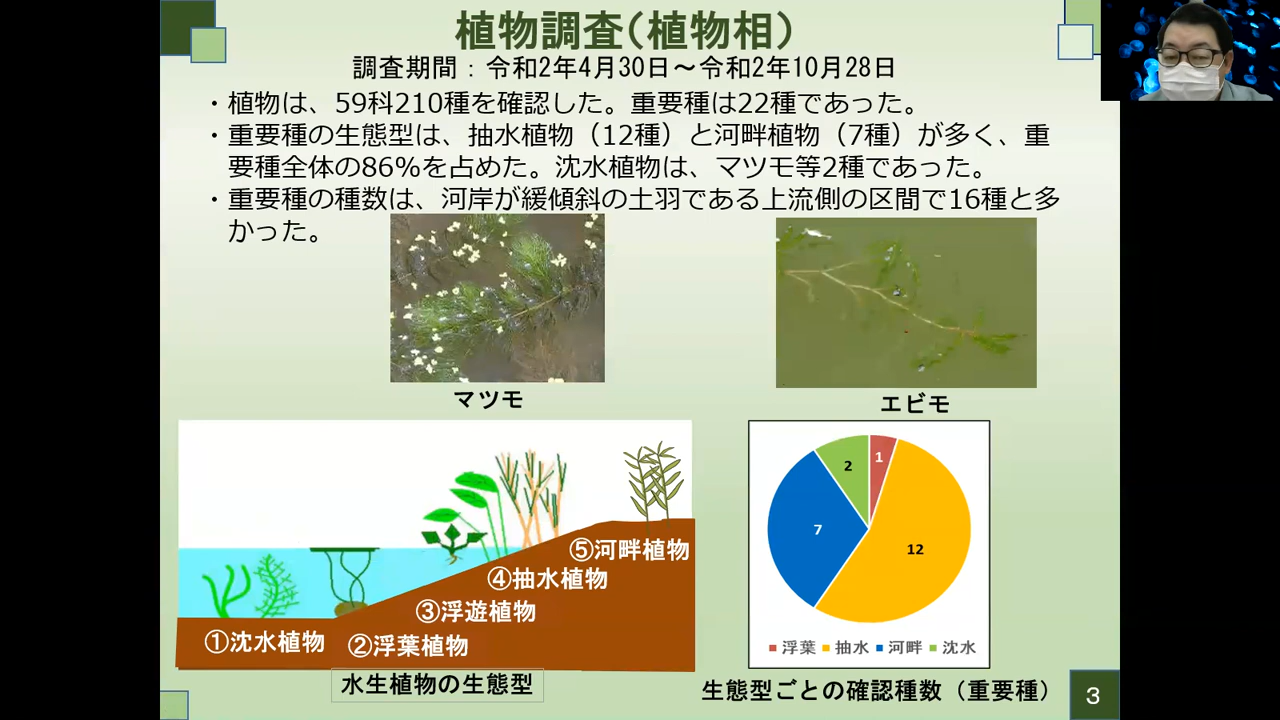 植物調査（植物相）
調査期間：令和2年4月30日～令和2年10月28日
・植物は、59科210種を確認した。重要種は22種であった。
・重要種の生態型は、抽水植物（12種）と河畔植物（7種）が多く、重
要種全体の86%を占めた。沈水植物は、マツモ等2種であった。
・重要種の種数は、河岸が緩傾斜の土羽である上流側の区間で16種と多
かった。
マツモ
エビモ
①沈水植物
②浮葉植物
③浮遊植物
④抽水植物
⑤河畔植物
水生植物の生態型
1
2
7
12
浮葉 抽水 河畔 沈水
生態型ごとの確認種数（重要種）
3